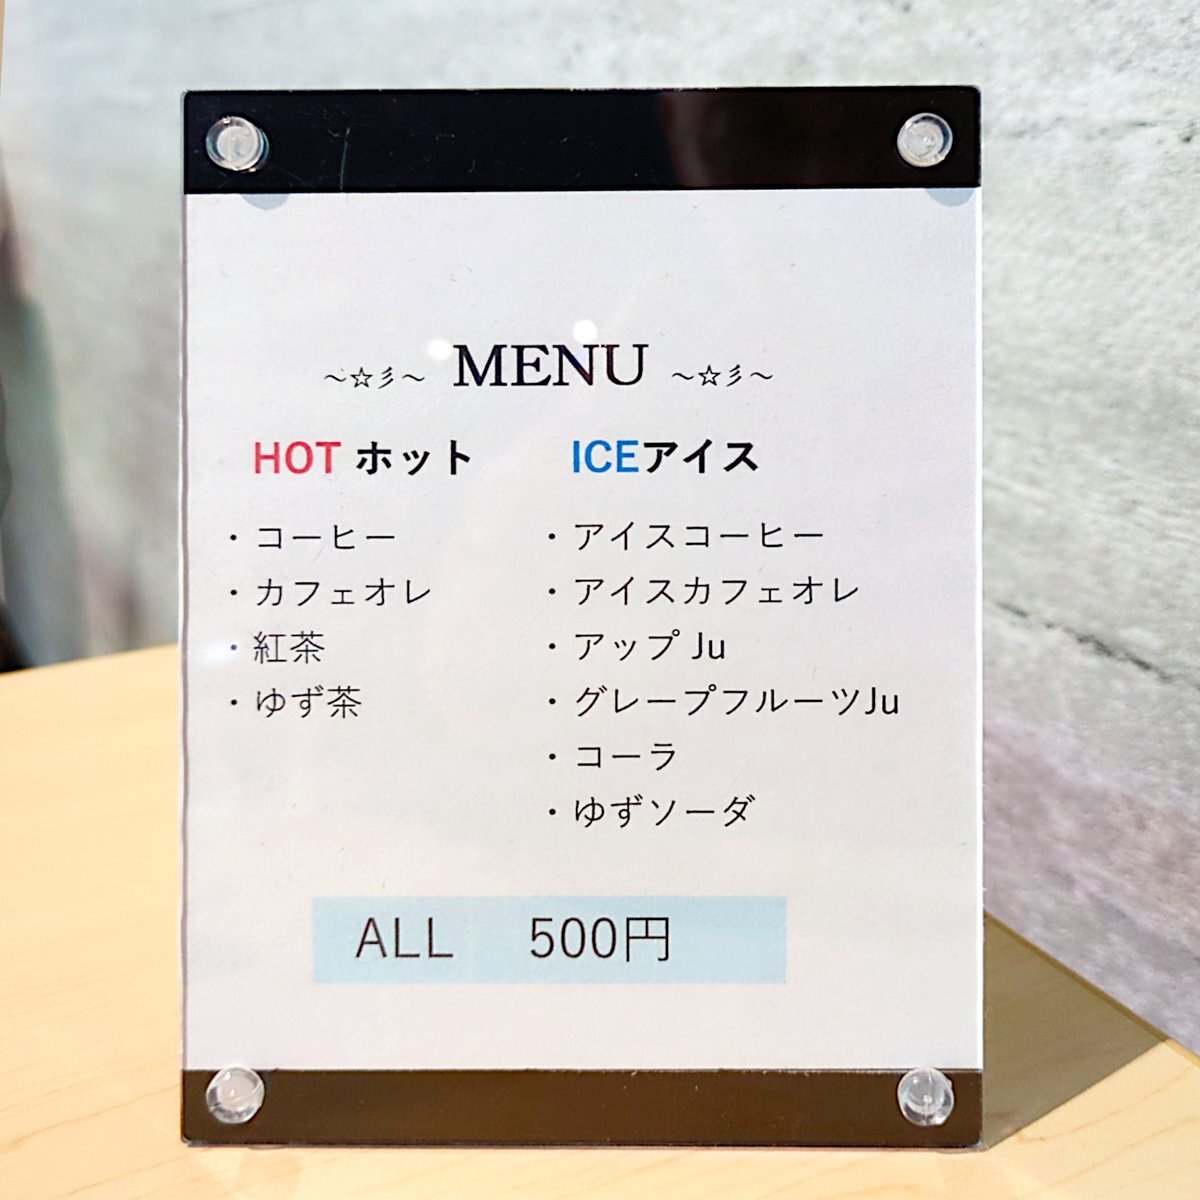 ～☆彡～ MENU ～☆彡～
HOT ホット
・コーヒー
・カフェオレ
・紅茶
・ゆず茶
ICEアイス
・アイスコーヒー
・アイスカフェオレ
・アップ Ju
・グレープフルーツJu
・コーラ
・ゆずソーダ
ALL 500円